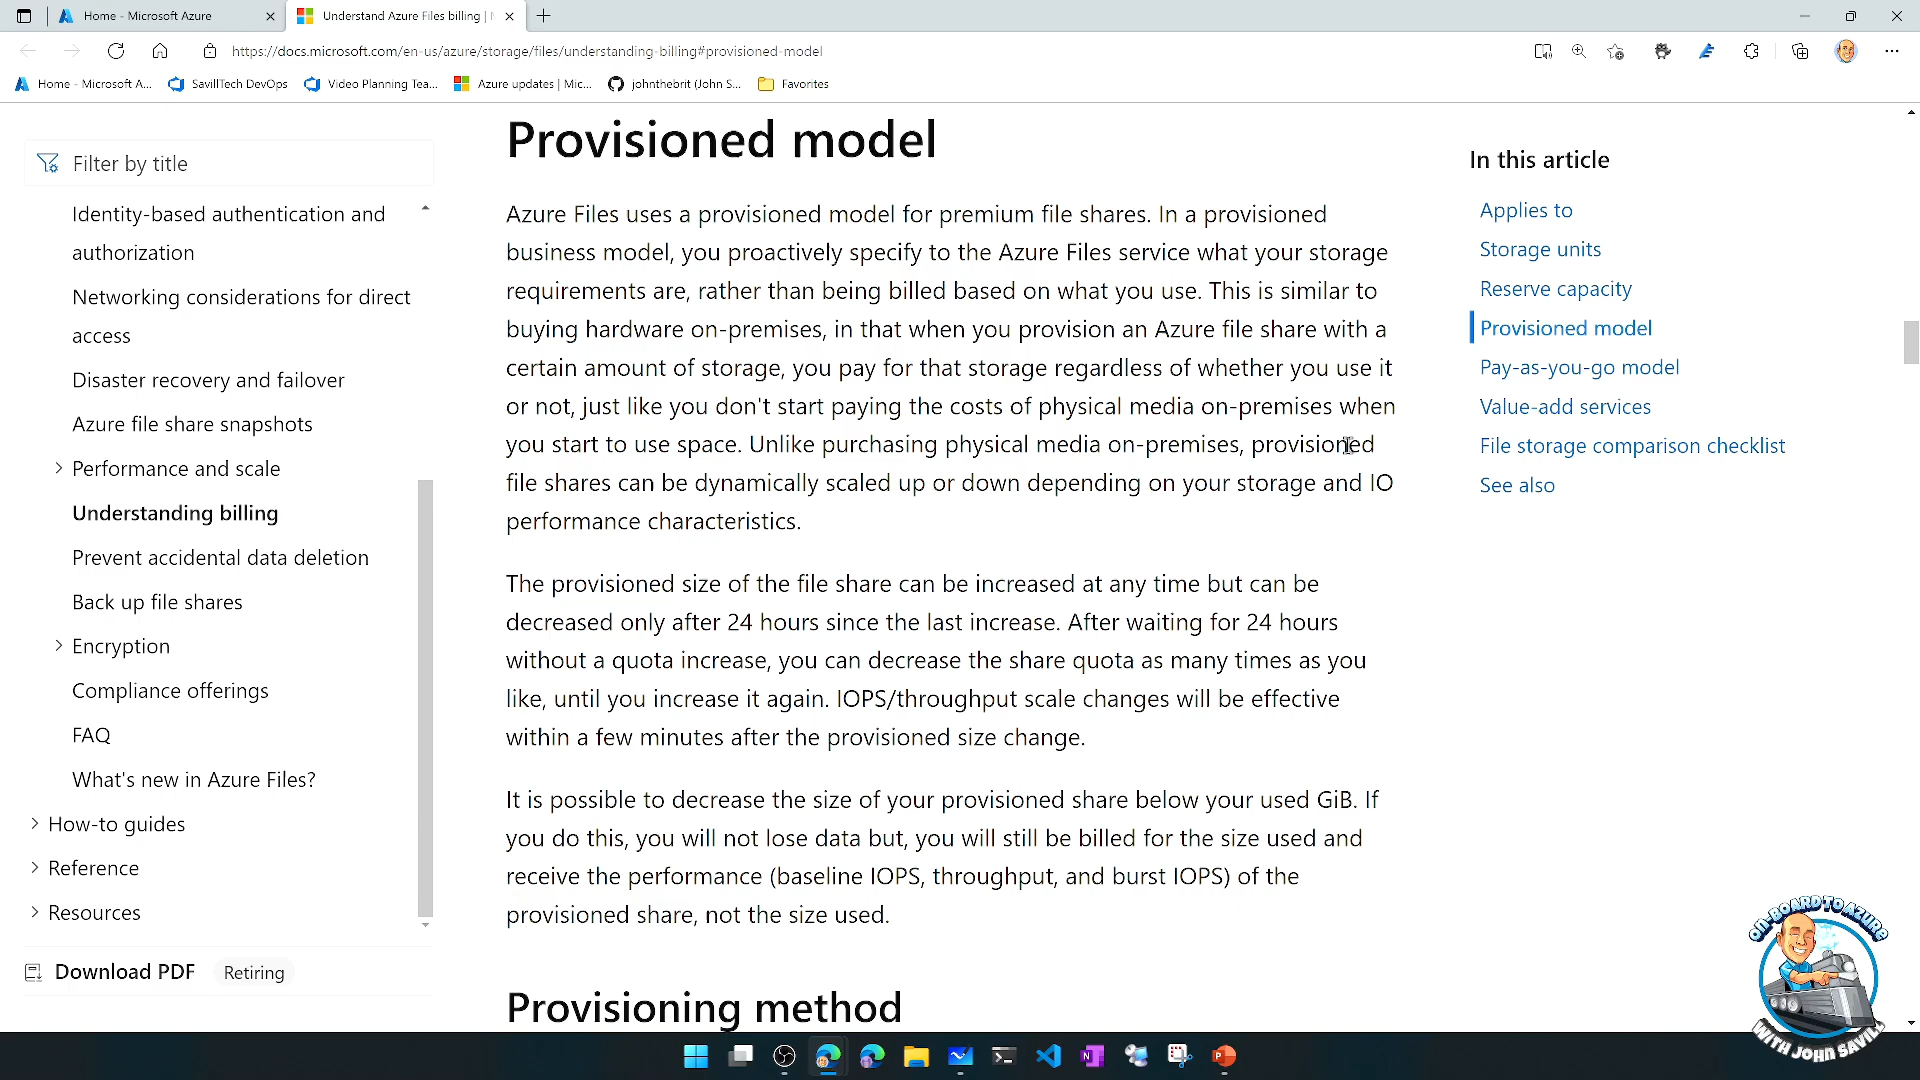 Home - Microsoft Azure
Understand Azure Files billing |
https://docs.microsoft.com/en-us/azure/storage/files/understanding-billing#provisioned-model
Home - Microsoft A...
SavillTech DevOps
Video Planning Tea...
Azure updates | Mic...
johnthebrit (John S...
Favorites
Filter by title
Identity-based authentication and
authorization
Networking considerations for direct
access
Disaster recovery and failover
Azure file share snapshots
Performance and scale
Understanding billing
Prevent accidental data deletion
Back up file shares
Encryption
Compliance offerings
FAQ
What's new in Azure Files?
How-to guides
Reference
Resources
Download PDF
Retiring
Provisioned model
Azure Files uses a provisioned model for premium file shares. In a provisioned
business model, you proactively specify to the Azure Files service what your storage
requirements are, rather than being billed based on what you use. This is similar to
buying hardware on-premises, in that when you provision an Azure file share with a
certain amount of storage, you pay for that storage regardless of whether you use it
or not, just like you don't start paying the costs of physical media on-premises when
you start to use space. Unlike purchasing physical media on-premises, provisioned
file shares can be dynamically scaled up or down depending on your storage and IO
performance characteristics.
The provisioned size of the file share can be increased at any time but can be
decreased only after 24 hours since the last increase. After waiting for 24 hours
without a quota increase, you can decrease the share quota as many times as you
like, until you increase it again. IOPS/throughput scale changes will be effective
within a few minutes after the provisioned size change.
It is possible to decrease the size of your provisioned share below your used GiB. If
you do this, you will not lose data but, you will still be billed for the size used and
receive the performance (baseline IOPS, throughput, and burst IOPS) of the
provisioned share, not the size used.
Provisioning method
In this article
Applies to
Storage units
Reserve capacity
Provisioned model
Pay-as-you-go model
Value-add services
File storage comparison checklist
See also
ON-BOARD TO AZURE
WITH JOHN SAVILL